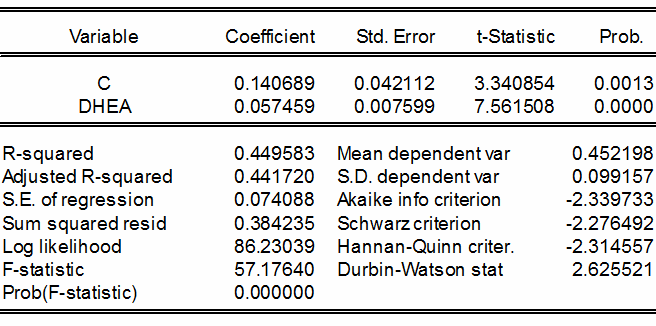 Variable Coefficient Std. Error t-Statistic Prob.
C 0.140689 0.042112 3.340854 0.0013
DHEA 0.057459 0.007599 7.561508 0.0000
R-squared 0.449583 Mean dependent var 0.452198
Adjusted R-squared 0.441720 S.D. dependent var 0.099157
S.E. of regression 0.074088 Akaike info criterion -2.339733
Sum squared resid 0.384235 Schwarz criterion -2.276492
Log likelihood 86.23039 Hannan-Quinn criter. -2.314557
F-statistic 57.17640 Durbin-Watson stat 2.625521
Prob(F-statistic) 0.000000